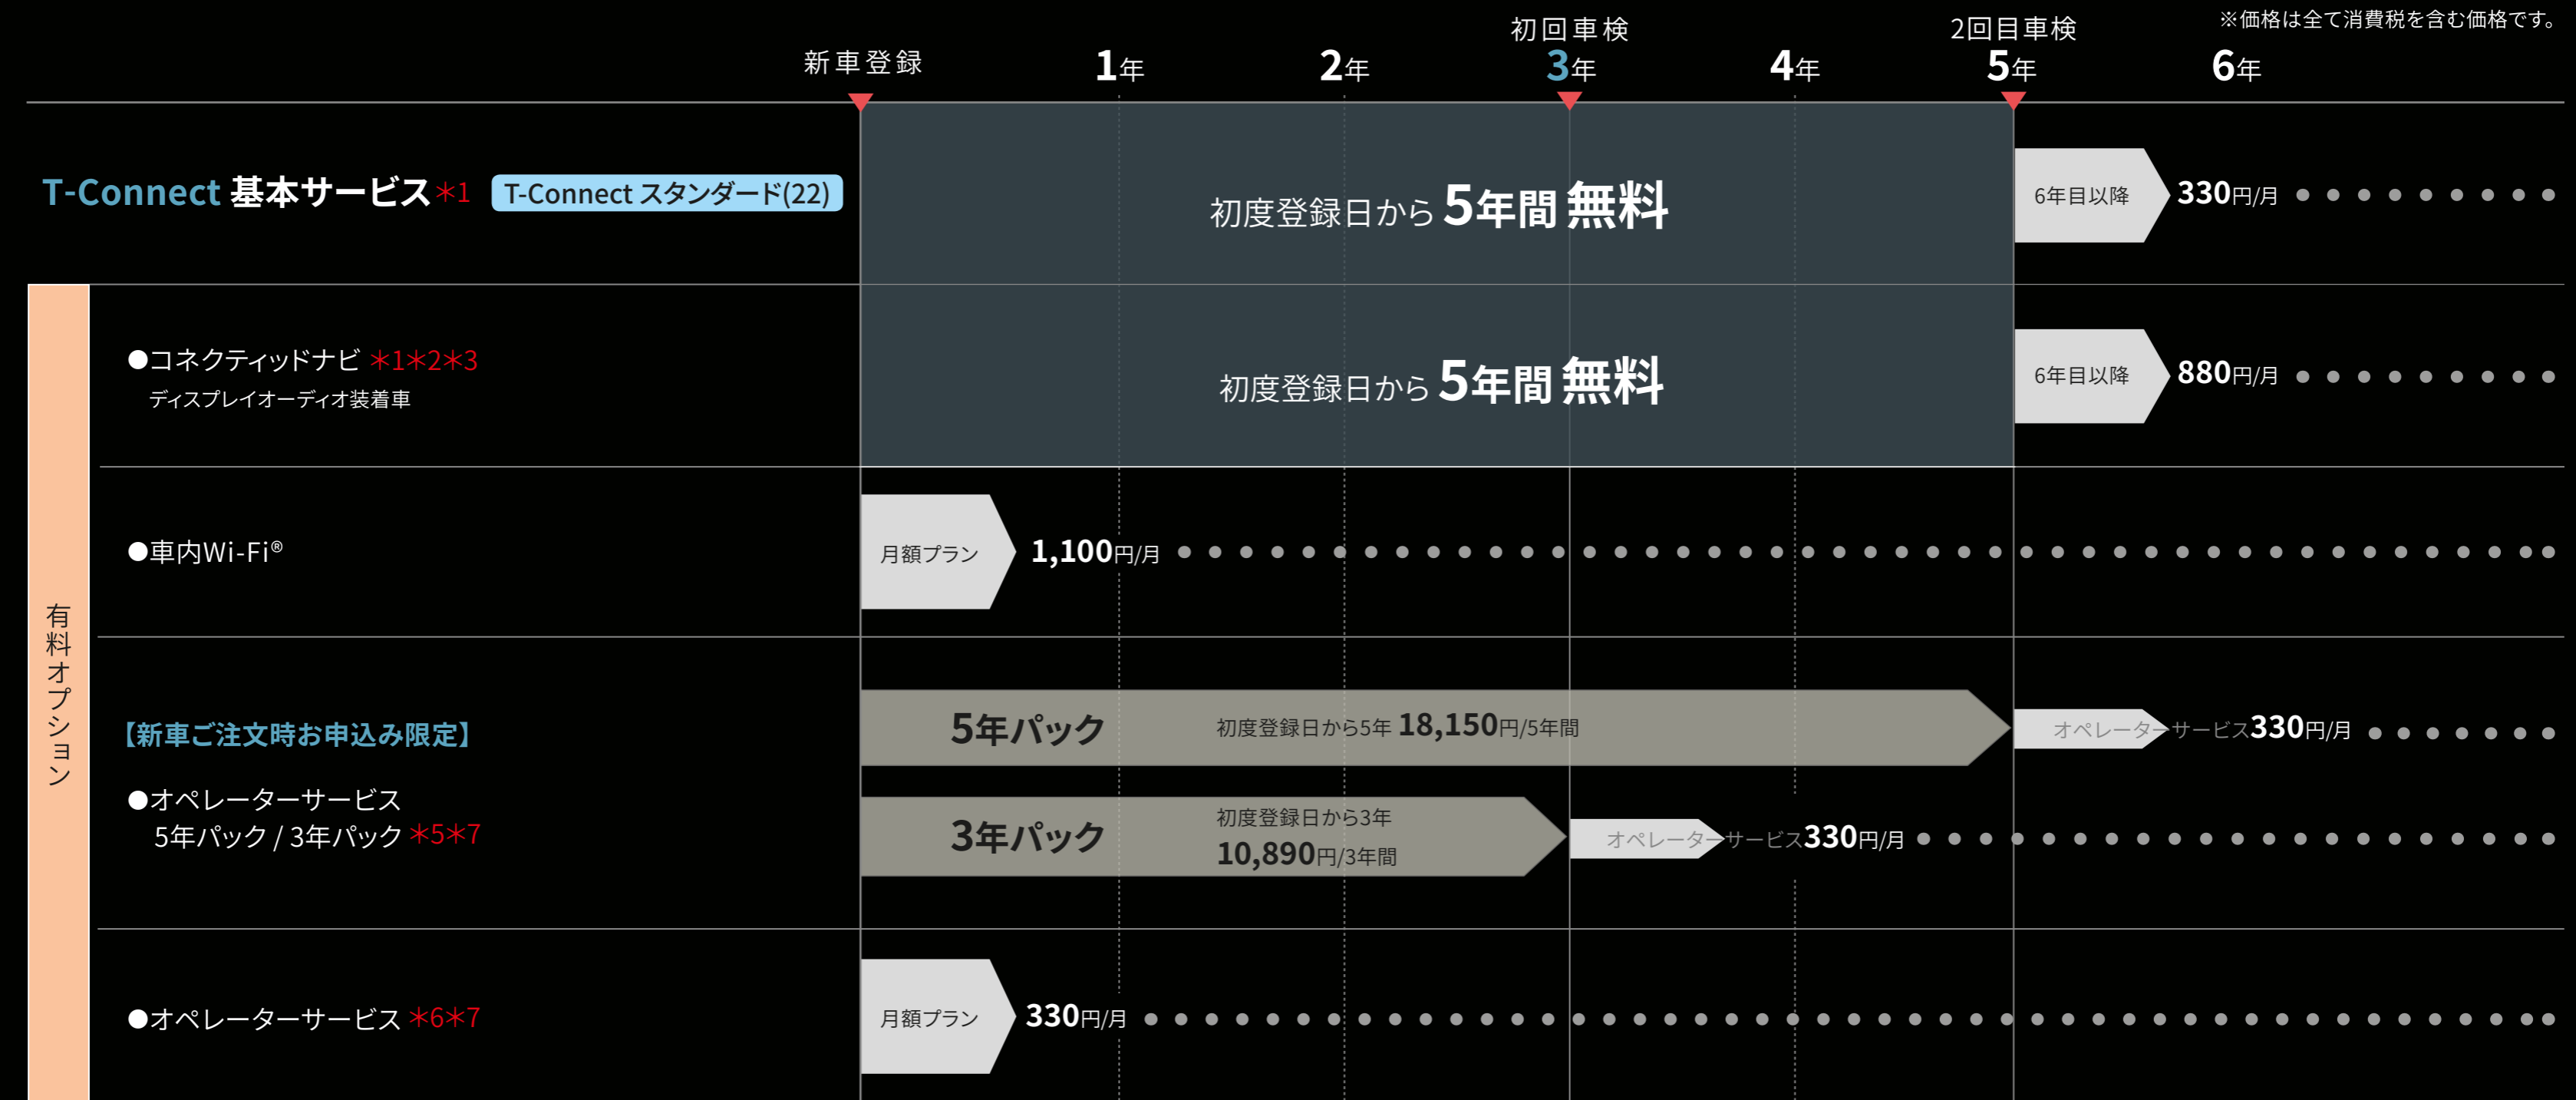 ※価格は全て消費税を含む価格です。
新車登録
1年
2年
初回車検
3年
4年
2回目車検
5年
6年
T-Connect 基本サービス＊1 T-Connect スタンダード(22)
初度登録日から 5年間 無料
6年目以降
330円/月
有料オプション
●コネクティッドナビ ＊1＊2＊3
ディスプレイオーディオ装着車
初度登録日から 5年間 無料
6年目以降
880円/月
●車内Wi-Fi®
月額プラン
1,100円/月
【新車ご注文時お申込み限定】
●オペレーターサービス
5年パック / 3年パック ＊5＊7
5年パック
初度登録日から5年 18,150円/5年間
オペレーターサービス330円/月
3年パック
初度登録日から3年
10,890円/3年間
オペレーターサービス330円/月
●オペレーターサービス ＊6＊7
月額プラン
330円/月